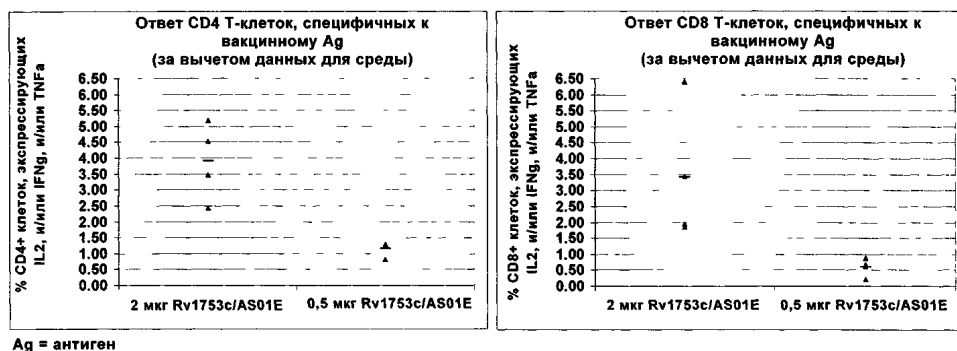 Ответ CD4 Т-клеток, специфичных к
вакцинному Ag
(за вычетом данных для среды)
% CD4+ клеток, экспрессирующих
IL2, и/или IFNg, и/или TNFa
6.50
6.00
5.50
5.00
4.50
4.00
3.50
3.00
2.50
2.00
1.50
1.00
0.50
0.00
2 мкг Rv1753c/AS01E
0,5 мкг Rv1753c/AS01E
Ответ CD8 Т-клеток, специфичных к
вакцинному Ag
(за вычетом данных для среды)
% CD8+ клеток, экспрессирующих
IL2, и/или IFNg, и/или TNFa
6.50
6.00
5.50
5.00
4.50
4.00
3.50
3.00
2.50
2.00
1.50
1.00
0.50
0.00
2 мкг Rv1753c/AS01E
0,5 мкг Rv1753c/AS01E
Ag = антиген